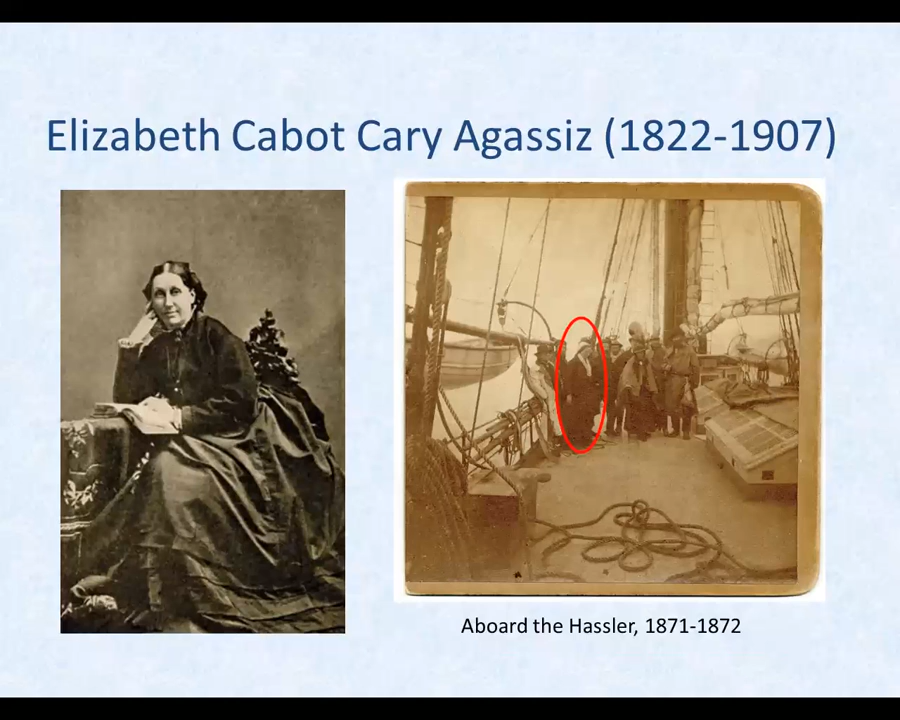 Elizabeth Cabot Cary Agassiz (1822-1907)
Aboard the Hassler, 1871-1872